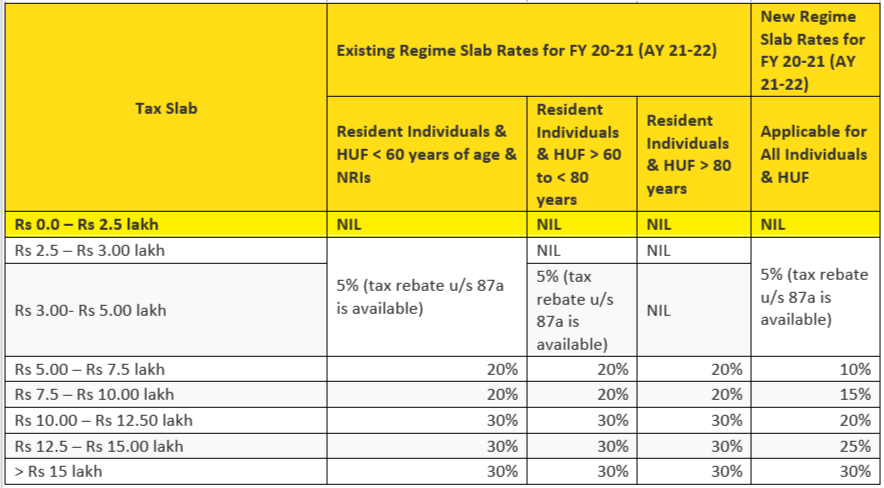 Tax Slab
Existing Regime Slab Rates for FY 20-21 (AY 21-22)
New Regime
Slab Rates for
FY 20-21 (AY
21-22)
Resident Individuals &
HUF < 60 years of age &
NRIs
Resident
Individuals
& HUF > 60
to < 80
years
Resident
Individuals
& HUF > 80
years
Applicable for
All Individuals
& HUF
Rs 0.0 – Rs 2.5 lakh
NIL
NIL
NIL
NIL
Rs 2.5 – Rs 3.00 lakh
5% (tax rebate u/s 87a
is available)
NIL
NIL
5% (tax rebate
u/s 87a is
available)
Rs 3.00- Rs 5.00 lakh
5% (tax
rebate u/s
87a is
available)
NIL
Rs 5.00 – Rs 7.5 lakh
20%
20%
20%
10%
Rs 7.5 – Rs 10.00 lakh
20%
20%
20%
15%
Rs 10.00 – Rs 12.50 lakh
30%
30%
30%
20%
Rs 12.5 – Rs 15.00 lakh
30%
30%
30%
25%
> Rs 15 lakh
30%
30%
30%
30%